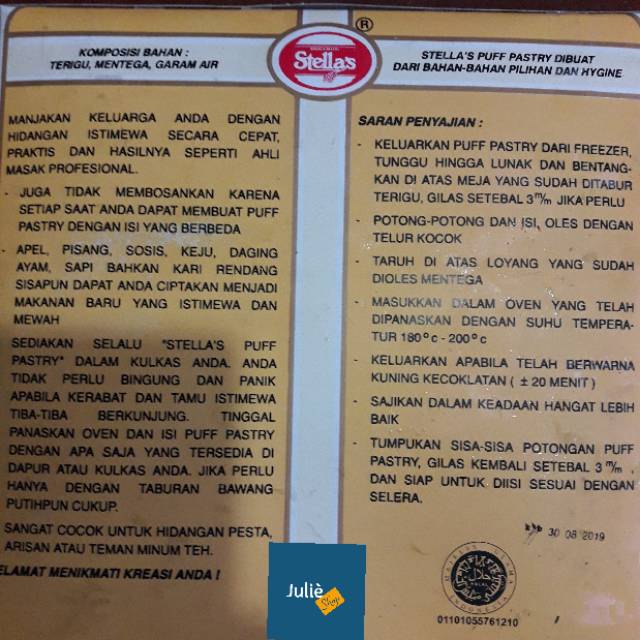 KOMPOSISI BAHAN :
TERIGU, MENTEGA, GARAM AIR
Stella's
®
STELLA'S PUFF PASTRY DIBUAT
DARI BAHAN-BAHAN PILIHAN DAN HYGINE
MANJAKAN KELUARGA ANDA DENGAN
HIDANGAN ISTIMEWA SECARA CEPAT,
PRAKTIS DAN HASILNYA SEPERTI AHLI
MASAK PROFESIONAL.
- JUGA TIDAK MEMBOSANKAN KARENA
SETIAP SAAT ANDA DAPAT MEMBUAT PUFF
PASTRY DENGAN ISI YANG BERBEDA
- APEL, PISANG, SOSIS, KEJU, DAGING
AYAM, SAPI BAHKAN KARI RENDANG
SISAPUN DAPAT ANDA CIPTAKAN MENJADI
MAKANAN BARU YANG ISTIMEWA DAN
MEWAH
SEDIAKAN SELALU "STELLA'S PUFF
PASTRY" DALAM KULKAS ANDA. ANDA
TIDAK PERLU BINGUNG DAN PANIK
APABILA KERABAT DAN TAMU ISTIMEWA
TIBA-TIBA BERKUNJUNG. TINGGAL
PANASKAN OVEN DAN ISI PUFF PASTRY
DENGAN APA SAJA YANG TERSEDIA DI
DAPUR ATAU KULKAS ANDA. JIKA PERLU
HANYA DENGAN TABURAN BAWANG
PUTIHPUN CUKUP.
SANGAT COCOK UNTUK HIDANGAN PESTA,
ARISAN ATAU TEMAN MINUM TEH.
ELAMAT MENIKMATI KREASI ANDA !
SARAN PENYAJIAN :
- KELUARKAN PUFF PASTRY DARI FREEZER,
TUNGGU HINGGA LUNAK DAN BENTANG-
KAN DI ATAS MEJA YANG SUDAH DITABUR
TERIGU, GILAS SETEBAL 3 m/m JIKA PERLU
- POTONG-POTONG DAN ISI, OLES DENGAN
TELUR KOCOK
- TARUH DI ATAS LOYANG YANG SUDAH
DIOLES MENTEGA
- MASUKKAN DALAM OVEN YANG TELAH
DIPANASKAN DENGAN SUHU TEMPERA-
TUR 180°c - 200°c
- KELUARKAN APABILA TELAH BERWARNA
KUNING KECOKLATAN ( ± 20 MENIT )
- SAJIKAN DALAM KEADAAN HANGAT LEBIH
BAIK
- TUMPUKAN SISA-SISA POTONGAN PUFF
PASTRY, GILAS KEMBALI SETEBAL 3 m/m ,
DAN SIAP UNTUK DIISI SESUAI DENGAN
SELERA.
30 08 2019
MAJELIS ULAMA
حلال
HALAL
INDONESIA
01101055761210
Juliè
Shop